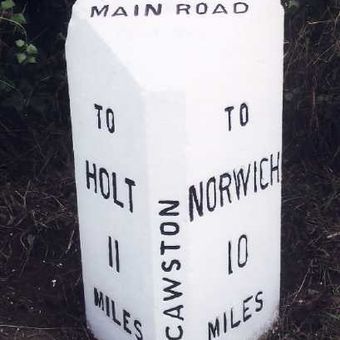 MAIN ROAD
TO
HOLT
11
MILES
CAWSTON
TO
NORWICH
10
MILES